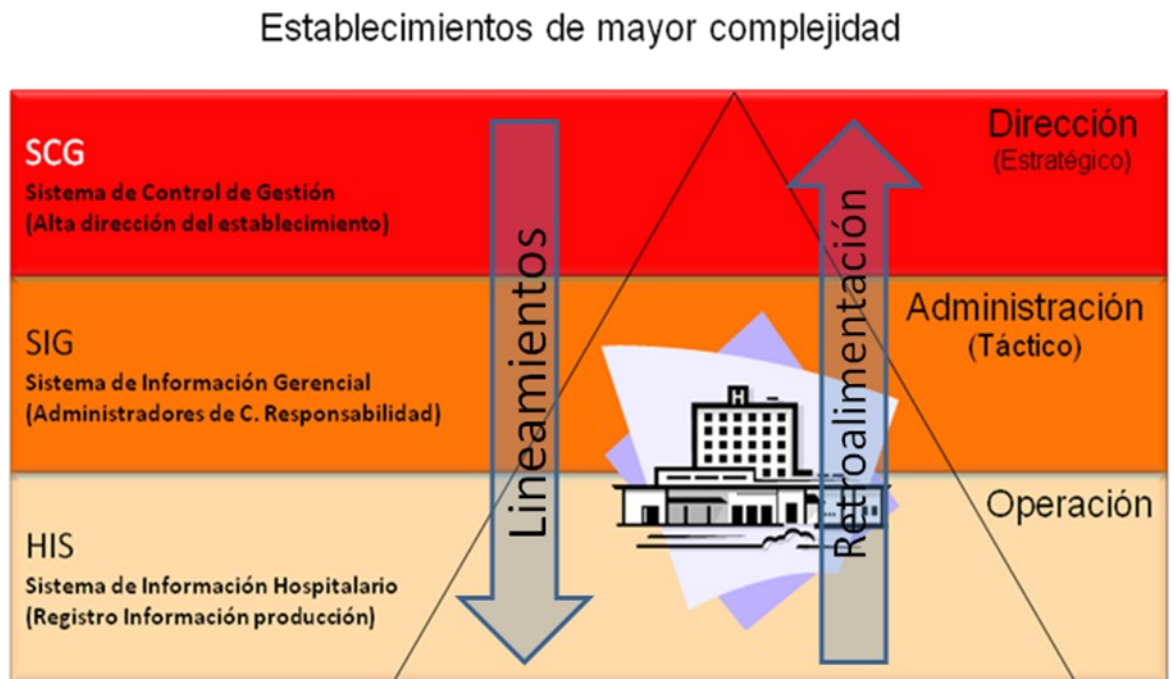 Establecimientos de mayor complejidad
SCG
Sistema de Control de Gestión
(Alta dirección del establecimiento)
Dirección
(Estratégico)
Lineamientos
Retroalimentación
SIG
Sistema de Información Gerencial
(Administradores de C. Responsabilidad)
Administración
(Táctico)
H
HIS
Sistema de Información Hospitalario
(Registro Información producción)
Operación